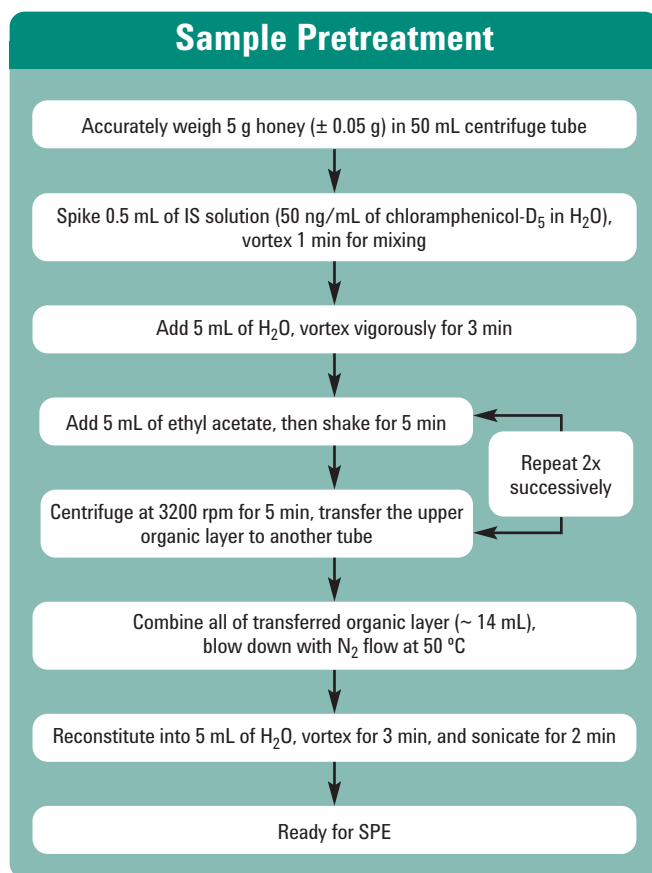 Sample Pretreatment
Accurately weigh 5 g honey (± 0.05 g) in 50 mL centrifuge tube
Spike 0.5 mL of IS solution (50 ng/mL of chloramphenicol-D₅ in H₂O),
vortex 1 min for mixing
Add 5 mL of H₂O, vortex vigorously for 3 min
Add 5 mL of ethyl acetate, then shake for 5 min
Repeat 2x
successively
Centrifuge at 3200 rpm for 5 min, transfer the upper
organic layer to another tube
Combine all of transferred organic layer (~ 14 mL),
blow down with N₂ flow at 50 ºC
Reconstitute into 5 mL of H₂O, vortex for 3 min, and sonicate for 2 min
Ready for SPE